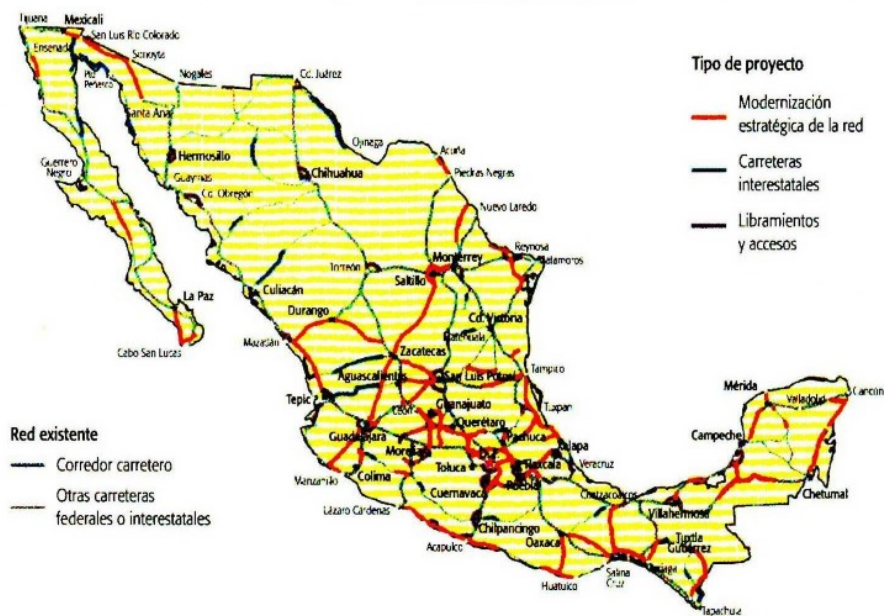 Tijuana
Mexicali
San Luis Río Colorado
Ensenada
Sonoyta
Nogales
Cd. Juárez
Santa Ana
Ojinaga
Acuña
Hermosillo
Chihuahua
Piedras Negras
Guerrero
Negro
Guaymas
Cd. Obregón
Nuevo Laredo
Reynosa
Torreón
Monterrey
Saltillo
La Paz
Culiacán
Durango
Cd. Victoria
Mazatlán
Cabo San Lucas
Zacatecas
Aguascalientes
San Luis Potosí
Tampico
Tepic
León
Guanajuato
Tuxpan
Mérida
Valladolid
Cancún
Guadalajara
Querétaro
Pachuca
Campeche
Toluca
Veracruz
Manzanillo
Colima
Puebla
Chetumal
Cuernavaca
Coatzacoalcos
Villahermosa
Lázaro Cárdenas
Chilpancingo
Acapulco
Oaxaca
Tuxtla
Gutiérrez
Huatulco
Salina
Cruz
Tapachula
Tipo de proyecto
Modernización
estratégica de la red
Carreteras
interestatales
Libramientos
y accesos
Red existente
Corredor carretero
Otras carreteras
federales o interestatales